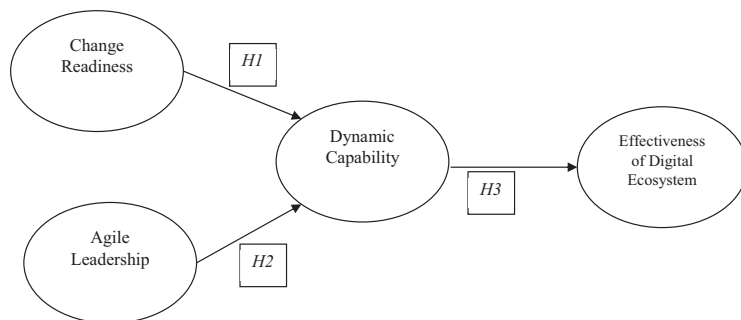 Change
Readiness
H1
Dynamic
Capability
Effectiveness
of Digital
Ecosystem
H3
Agile
Leadership
H2